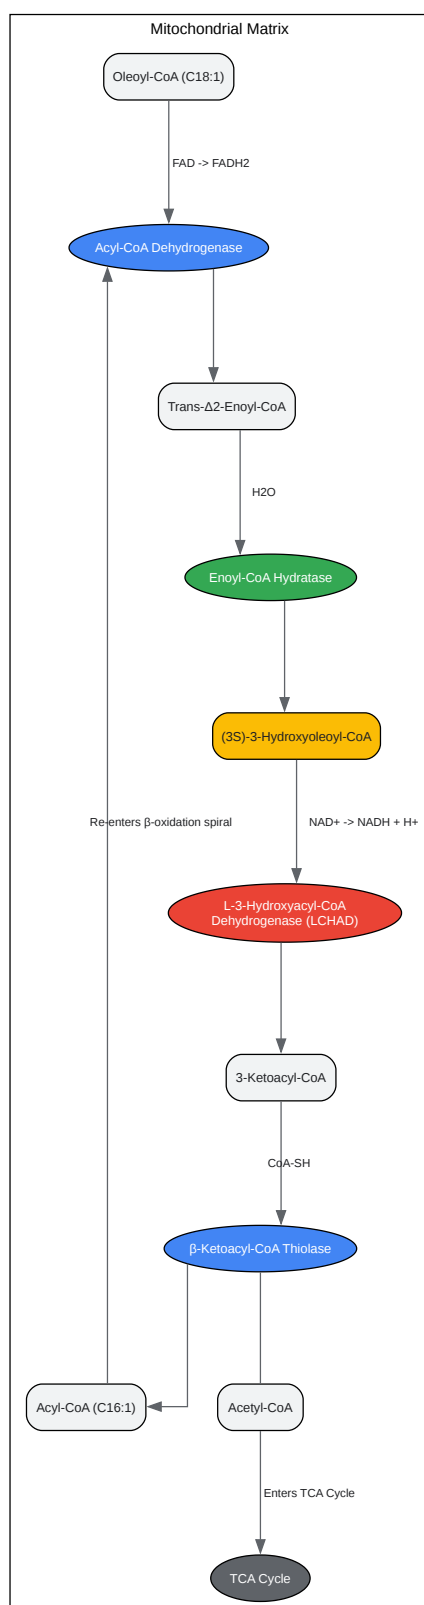 Mitochondrial Matrix
Oleoyl-CoA (C18:1)
FAD -> FADH2
Acyl-CoA Dehydrogenase
Trans-Δ2-Enoyl-CoA
H2O
Enoyl-CoA Hydratase
(3S)-3-Hydroxyoleoyl-CoA
Re-enters β-oxidation spiral
NAD+ -> NADH + H+
L-3-Hydroxyacyl-CoA
Dehydrogenase (LCHAD)
3-Ketoacyl-CoA
CoA-SH
β-Ketoacyl-CoA Thiolase
Acyl-CoA (C16:1)
Acetyl-CoA
Enters TCA Cycle
TCA Cycle